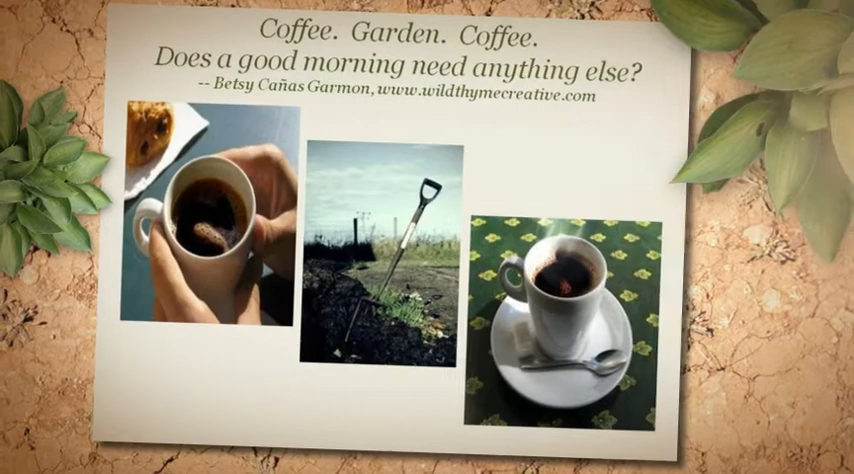 Coffee. Garden. Coffee.
Does a good morning need anything else?
-- Betsy Cañas Garmon, www.wildthymecreative.com